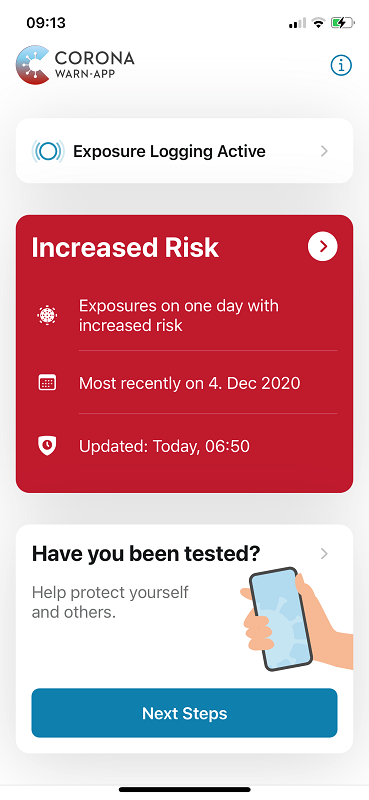 09:13
CORONA
WARN-APP
Exposure Logging Active
Increased Risk
Exposures on one day with
increased risk
Most recently on 4. Dec 2020
Updated: Today, 06:50
Have you been tested?
Help protect yourself
and others.
Next Steps